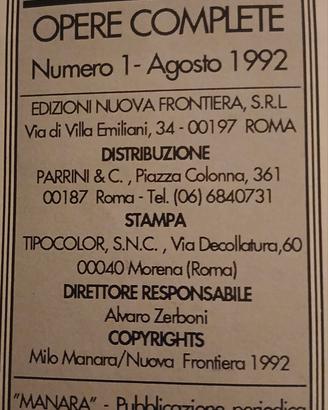 OPERE COMPLETE
Numero 1 - Agosto 1992
EDIZIONI NUOVA FRONTIERA, S.R.L
Via di Villa Emiliani, 34 - 00197 ROMA
DISTRIBUZIONE
PARRINI & C. , Piazza Colonna, 361
00187 Roma - Tel. (06) 6840731
STAMPA
TIPOCOLOR, S.N.C. , Via Decollatura,60
00040 Morena (Roma)
DIRETTORE RESPONSABILE
Alvaro Zerboni
COPYRIGHTS
Milo Manara/Nuova Frontiera 1992
"MANARA" - Pubblicazione periodica